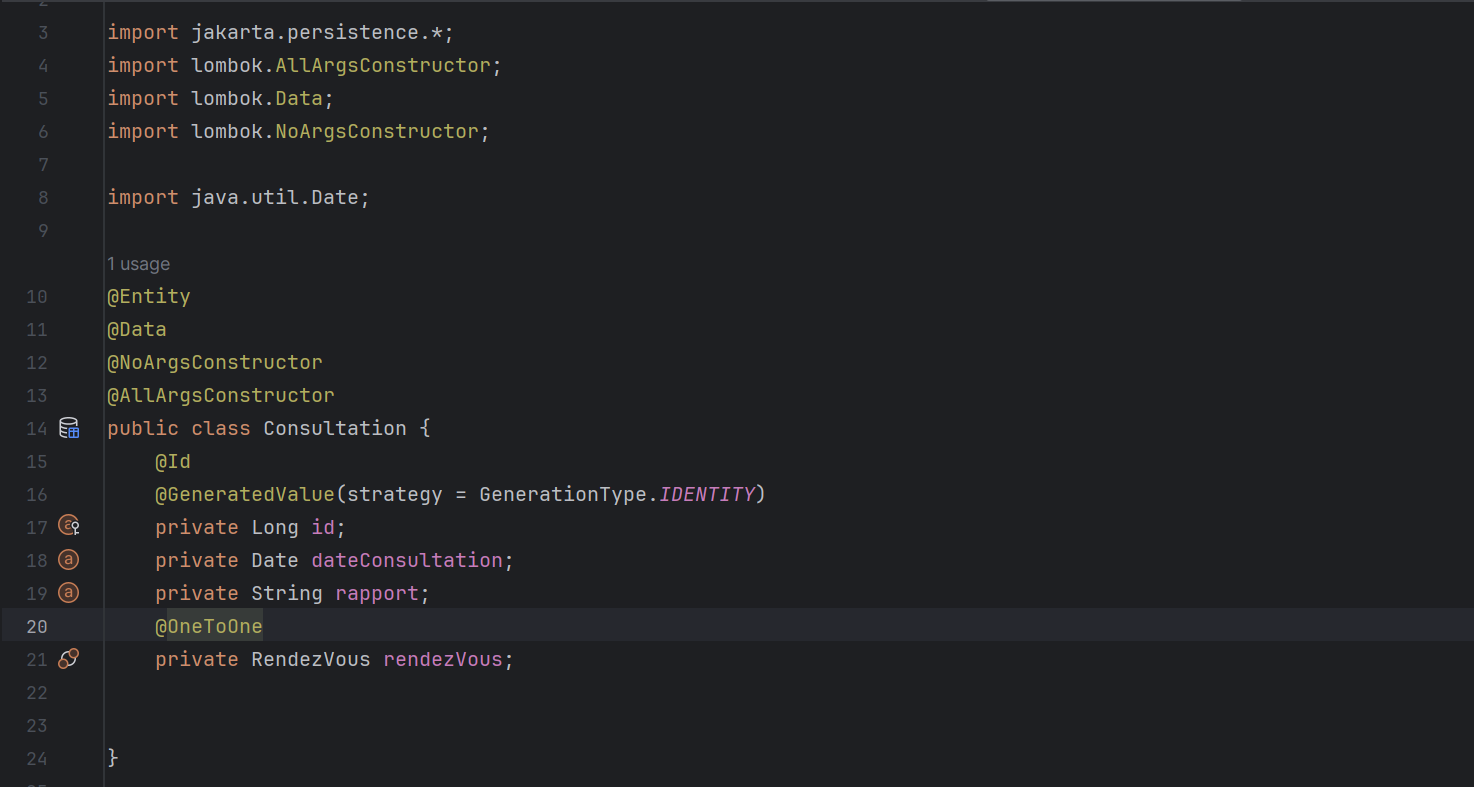 3 import jakarta.persistence.*;
4 import lombok.AllArgsConstructor;
5 import lombok.Data;
6 import lombok.NoArgsConstructor;
7
8 import java.util.Date;
9
1 usage
10 @Entity
11 @Data
12 @NoArgsConstructor
13 @AllArgsConstructor
14 public class Consultation {
15 @Id
16 @GeneratedValue(strategy = GenerationType.IDENTITY)
17 private Long id;
18 private Date dateConsultation;
19 private String rapport;
20 @OneToOne
21 private RendezVous rendezVous;
22
23
24 }